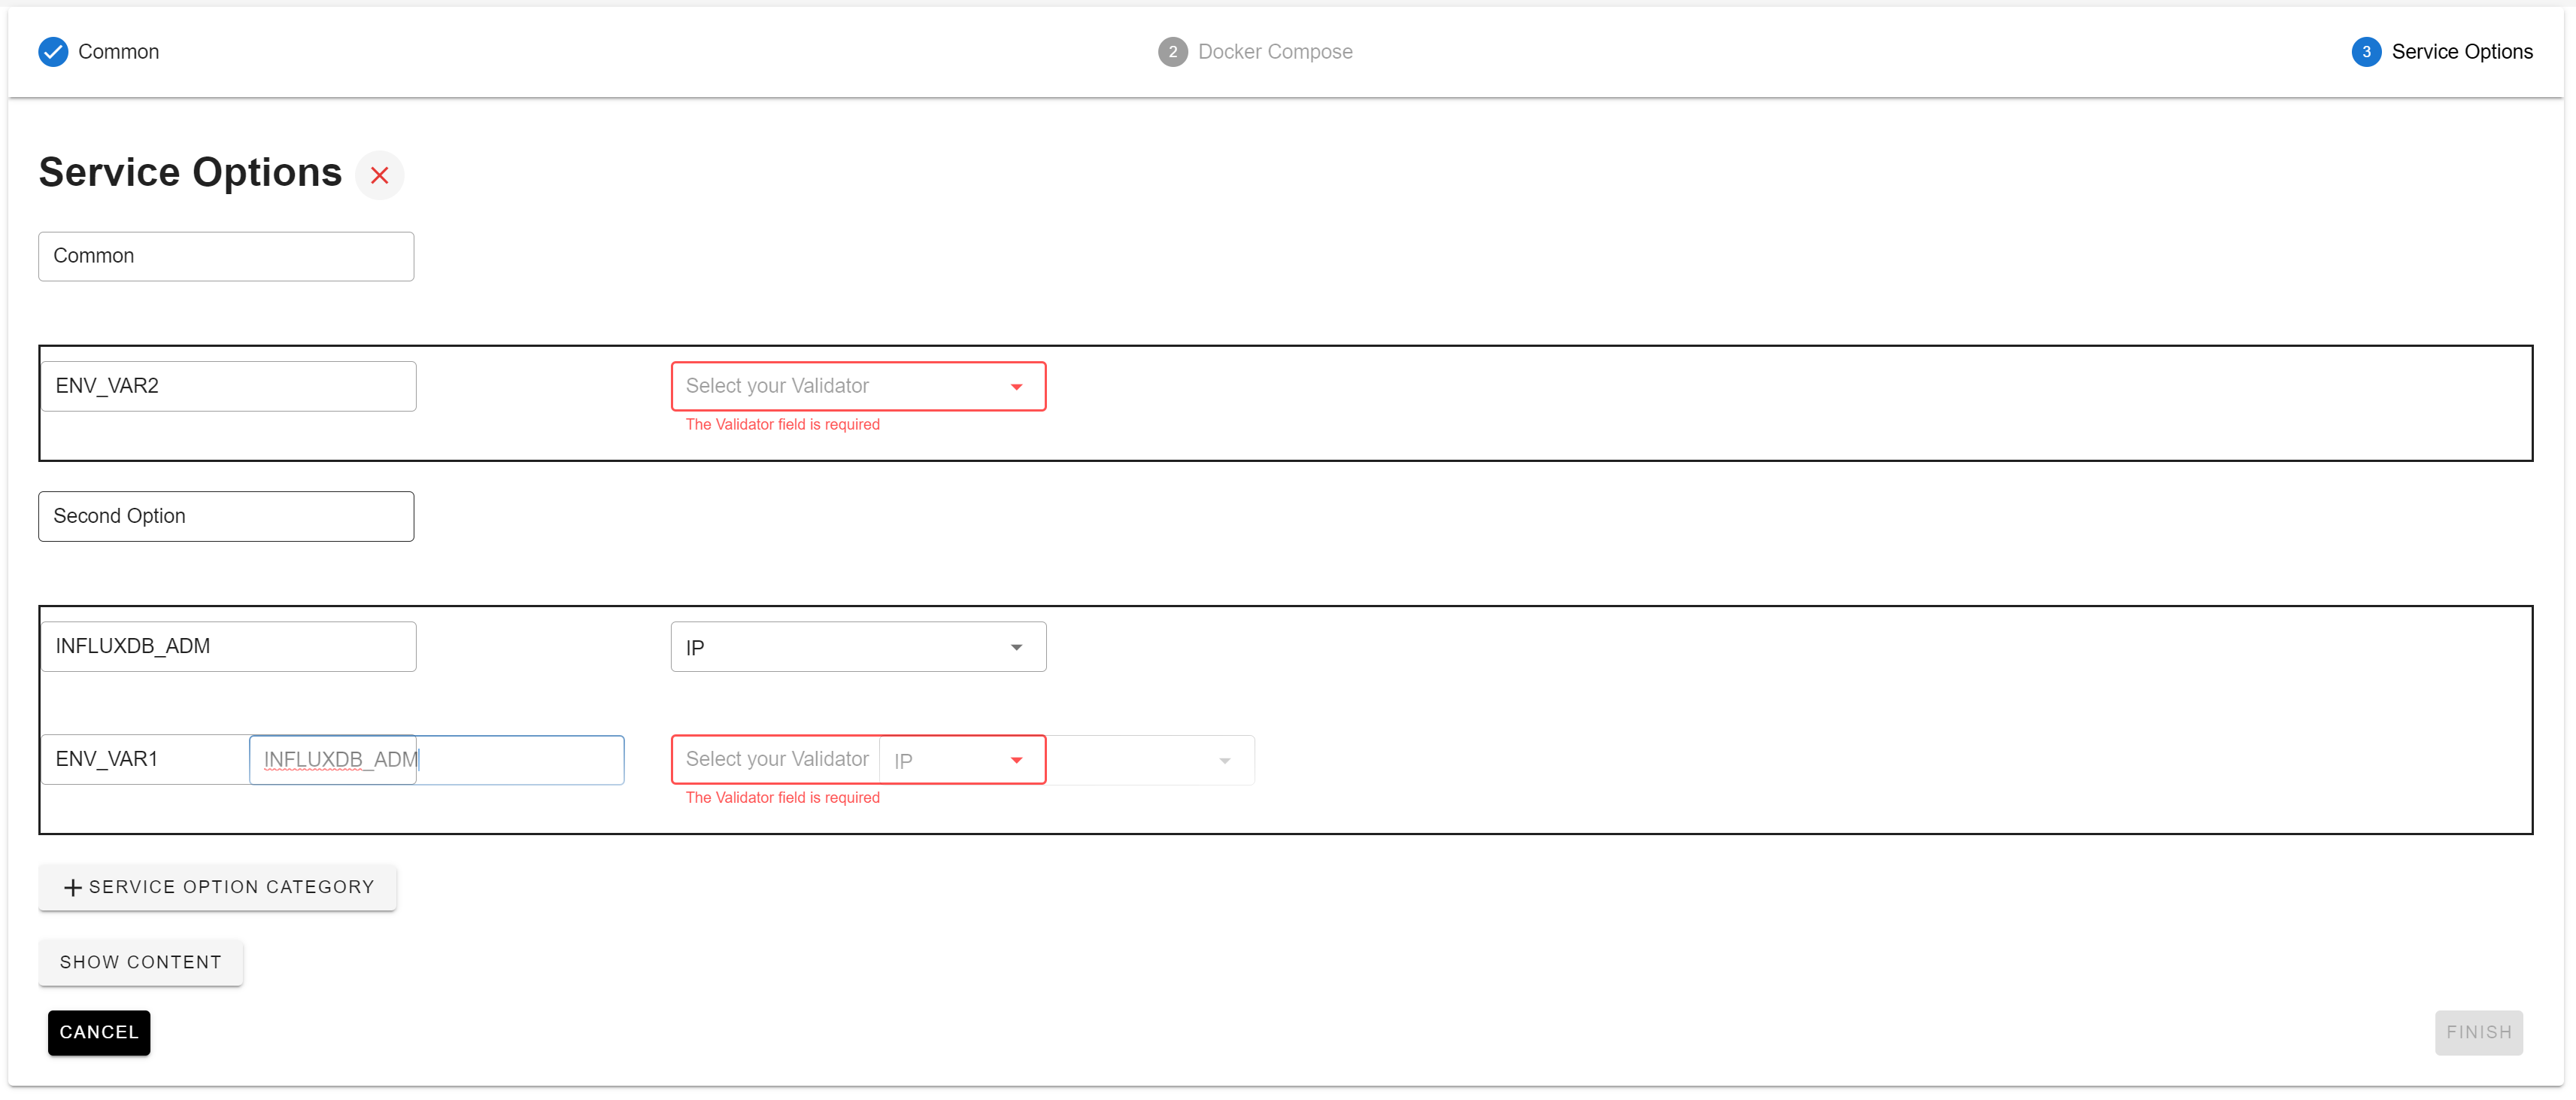 Common
2 Docker Compose
3 Service Options
Service Options
Common
ENV_VAR2
Select your Validator
The Validator field is required
Second Option
INFLUXDB_ADM
IP
ENV_VAR1
INFLUXDB_ADM
Select your Validator
IP
The Validator field is required
SERVICE OPTION CATEGORY
SHOW CONTENT
CANCEL
FINISH